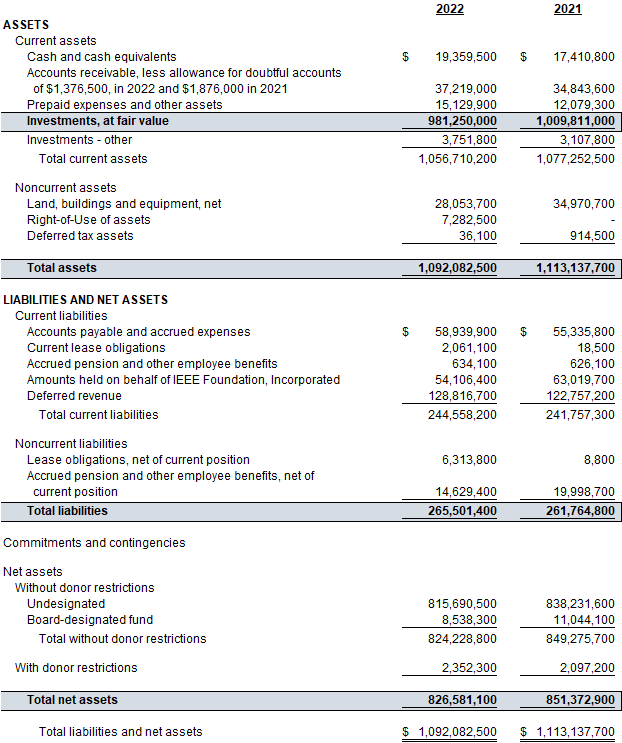 2022 2021
ASSETS
Current assets
Cash and cash equivalents $ 19,359,500 $ 17,410,800
Accounts receivable, less allowance for doubtful accounts
of $1,376,500, in 2022 and $1,876,000 in 2021 37,219,000 34,843,600
Prepaid expenses and other assets 15,129,900 12,079,300
Investments, at fair value 981,250,000 1,009,811,000
Investments - other 3,751,800 3,107,800
Total current assets 1,056,710,200 1,077,252,500
Noncurrent assets
Land, buildings and equipment, net 28,053,700 34,970,700
Right-of-Use of assets 7,282,500 -
Deferred tax assets 36,100 914,500
Total assets 1,092,082,500 1,113,137,700
LIABILITIES AND NET ASSETS
Current liabilities
Accounts payable and accrued expenses $ 58,939,900 $ 55,335,800
Current lease obligations 2,061,100 18,500
Accrued pension and other employee benefits 634,100 626,100
Amounts held on behalf of IEEE Foundation, Incorporated 54,106,400 63,019,700
Deferred revenue 128,816,700 122,757,200
Total current liabilities 244,558,200 241,757,300
Noncurrent liabilities
Lease obligations, net of current position 6,313,800 8,800
Accrued pension and other employee benefits, net of
current position 14,629,400 19,998,700
Total liabilities 265,501,400 261,764,800
Commitments and contingencies
Net assets
Without donor restrictions
Undesignated 815,690,500 838,231,600
Board-designated fund 8,538,300 11,044,100
Total without donor restrictions 824,228,800 849,275,700
With donor restrictions 2,352,300 2,097,200
Total net assets 826,581,100 851,372,900
Total liabilities and net assets $ 1,092,082,500 $ 1,113,137,700